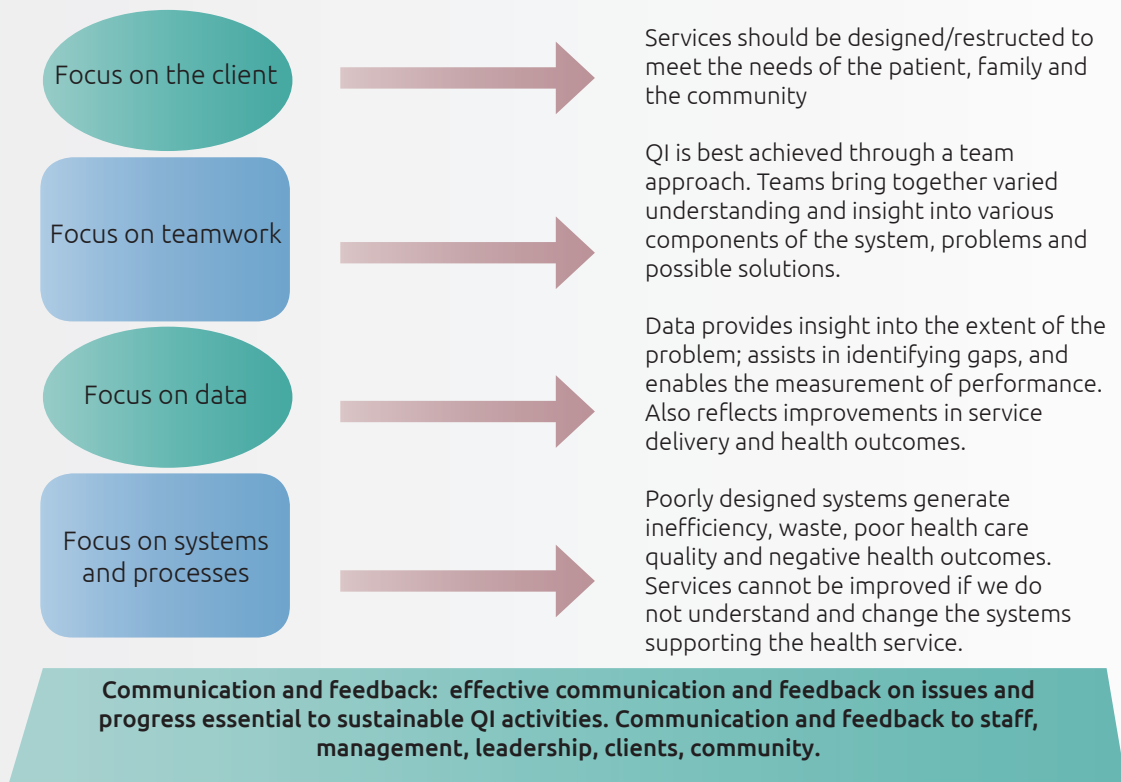 Focus on the client
Services should be designed/restructed to
meet the needs of the patient, family and
the community
Focus on teamwork
QI is best achieved through a team
approach. Teams bring together varied
understanding and insight into various
components of the system, problems and
possible solutions.
Focus on data
Data provides insight into the extent of the
problem; assists in identifying gaps, and
enables the measurement of performance.
Also reflects improvements in service
delivery and health outcomes.
Focus on systems
and processes
Poorly designed systems generate
inefficiency, waste, poor health care
quality and negative health outcomes.
Services cannot be improved if we do
not understand and change the systems
supporting the health service.
Communication and feedback: effective communication and feedback on issues and
progress essential to sustainable QI activities. Communication and feedback to staff,
management, leadership, clients, community.